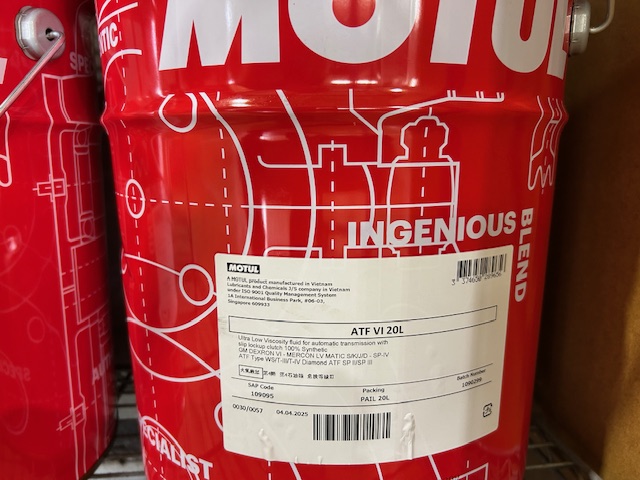 MOTUL
INGENIOUS
BLEND
MOTUL
A MOTUL product manufactured in Vietnam
Lubricants and Chemicals J/S company in Vietnam
under ISO 9001 Quality Management System
1A International Business Park, #06-03,
Singapore 609933
ATF VI 20L
Ultra Low Viscosity fluid for automatic transmission with
slip lockup clutch 100% Synthetic
GM DEXRON VI - MERCON LV MATIC S/K/J/D - SP-IV
ATF Type WS/T-III/T-IV Diamond ATF SP II/SP III
SAP Code
109095
Packing
PAIL 20L
Batch Number
0030/0057
04.04.2025